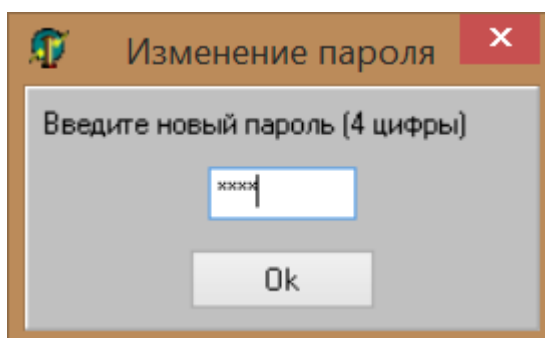 Изменение пароля
Введите новый пароль (4 цифры)
****
Ok